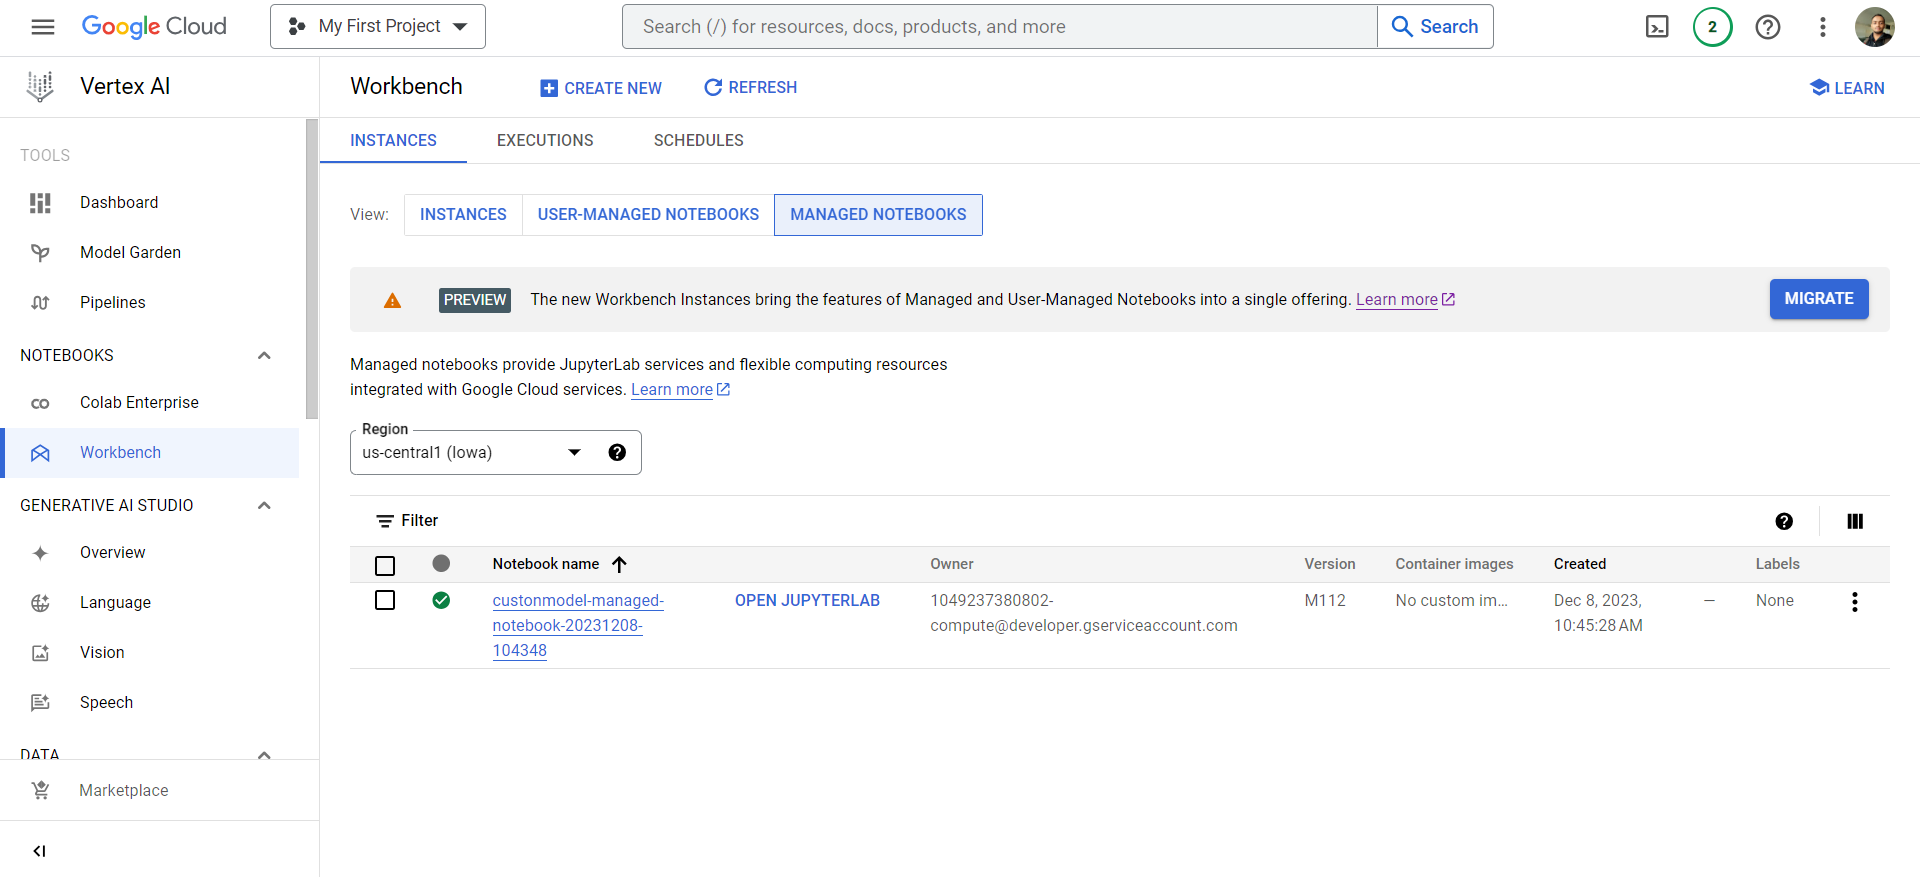 Google Cloud
My First Project
Search (/) for resources, docs, products, and more
Search
2
Vertex AI
Workbench
CREATE NEW
REFRESH
LEARN
TOOLS
Dashboard
Model Garden
Pipelines
NOTEBOOKS
Colab Enterprise
Workbench
GENERATIVE AI STUDIO
Overview
Language
Vision
Speech
DATA
Marketplace
INSTANCES
EXECUTIONS
SCHEDULES
View:
INSTANCES
USER-MANAGED NOTEBOOKS
MANAGED NOTEBOOKS
PREVIEW
The new Workbench Instances bring the features of Managed and User-Managed Notebooks into a single offering. Learn more
MIGRATE
Managed notebooks provide JupyterLab services and flexible computing resources
integrated with Google Cloud services. Learn more
Region
us-central1 (Iowa)
Filter
Notebook name
Owner
Version
Container images
Created
Labels
custonmodel-managed-
notebook-20231208-
104348
OPEN JUPYTERLAB
1049237380802-
compute@developer.gserviceaccount.com
M112
No custom im...
Dec 8, 2023,
10:45:28 AM
—
None